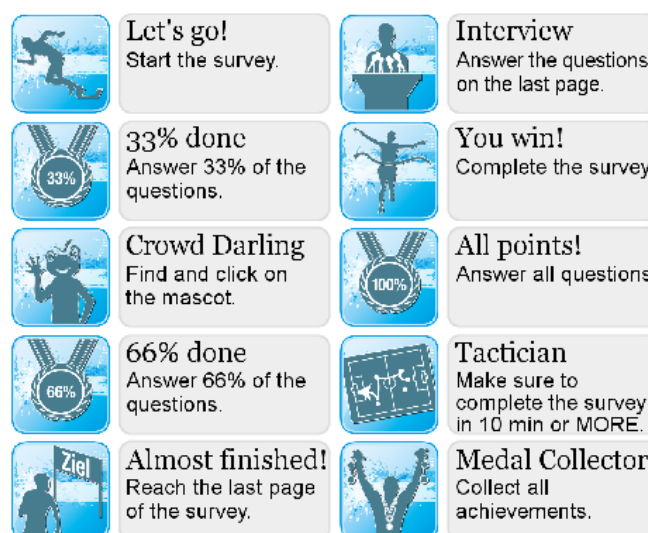 Let's go!
Start the survey.
33% done
Answer 33% of the
questions.
33%
Crowd Darling
Find and click on
the mascot.
66% done
Answer 66% of the
questions.
66%
Almost finished!
Reach the last page
of the survey.
Ziel
Interview
Answer the questions
on the last page.
You win!
Complete the survey
All points!
Answer all questions
100%
Tactician
Make sure to
complete the survey
in 10 min or MORE.
Medal Collector
Collect all
achievements.